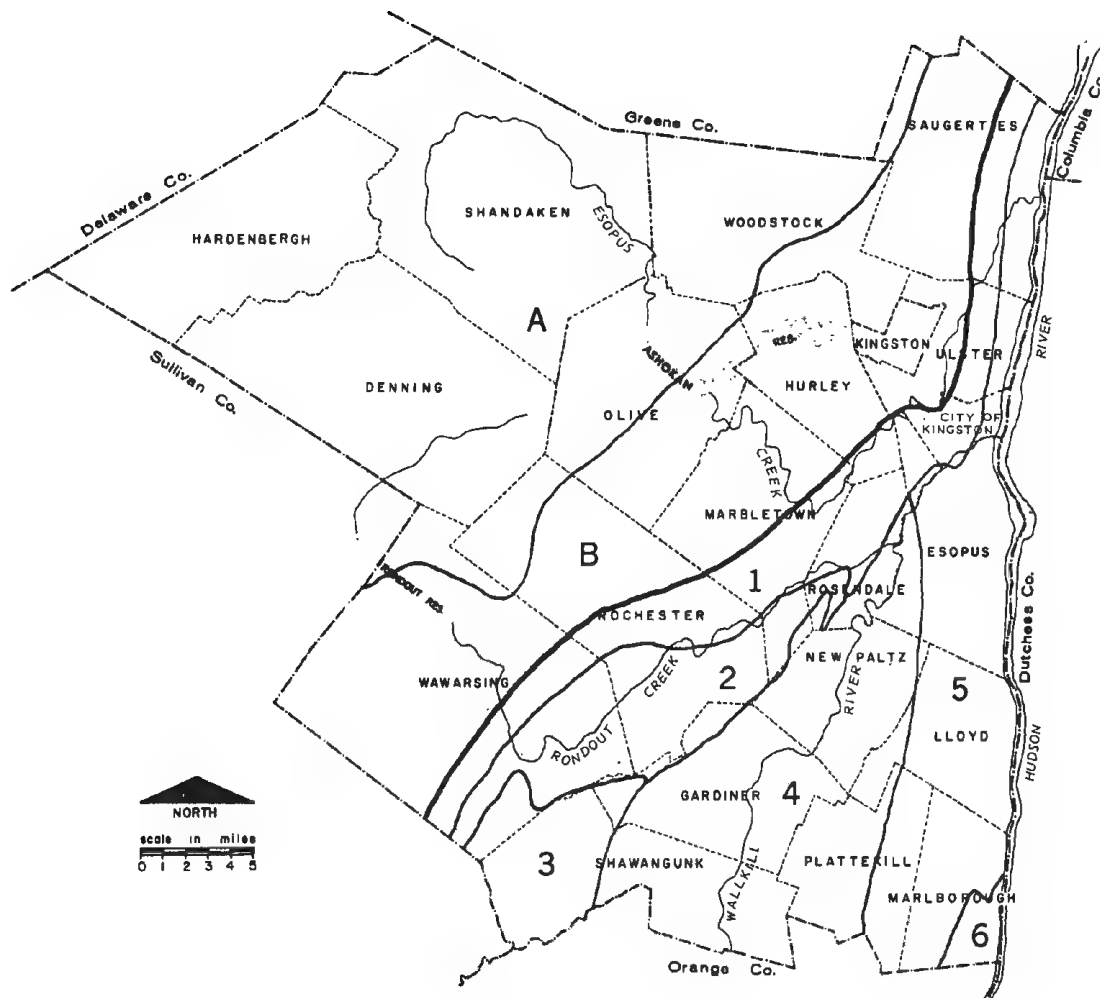 Columbia Co.
SAUGERTIES
Greene Co.
Delaware Co.
SHANDAKEN
ESOPUS
WOODSTOCK
HARDENBERGH
A
RIVER
RES.
KINGSTON
ULSTER
Sullivan Co.
ASHOKAN
DENNING
HURLEY
OLIVE
CITY OF
KINGSTON
CREEK
MARBLETOWN
B
ESOPUS
RONDOUT RES.
1
ROSENDALE
ROCHESTER
Dutchess Co.
NEW PALTZ
WAWARSING
CREEK
2
RIVER
5
LLOYD
RONDOUT
HUDSON
GARDINER
4
NORTH
scale in miles
0 1 2 3 4 5
3
SHAWANGUNK
PLATTEKILL
WALLKILL
MARLBOROUGH
6
Orange Co.